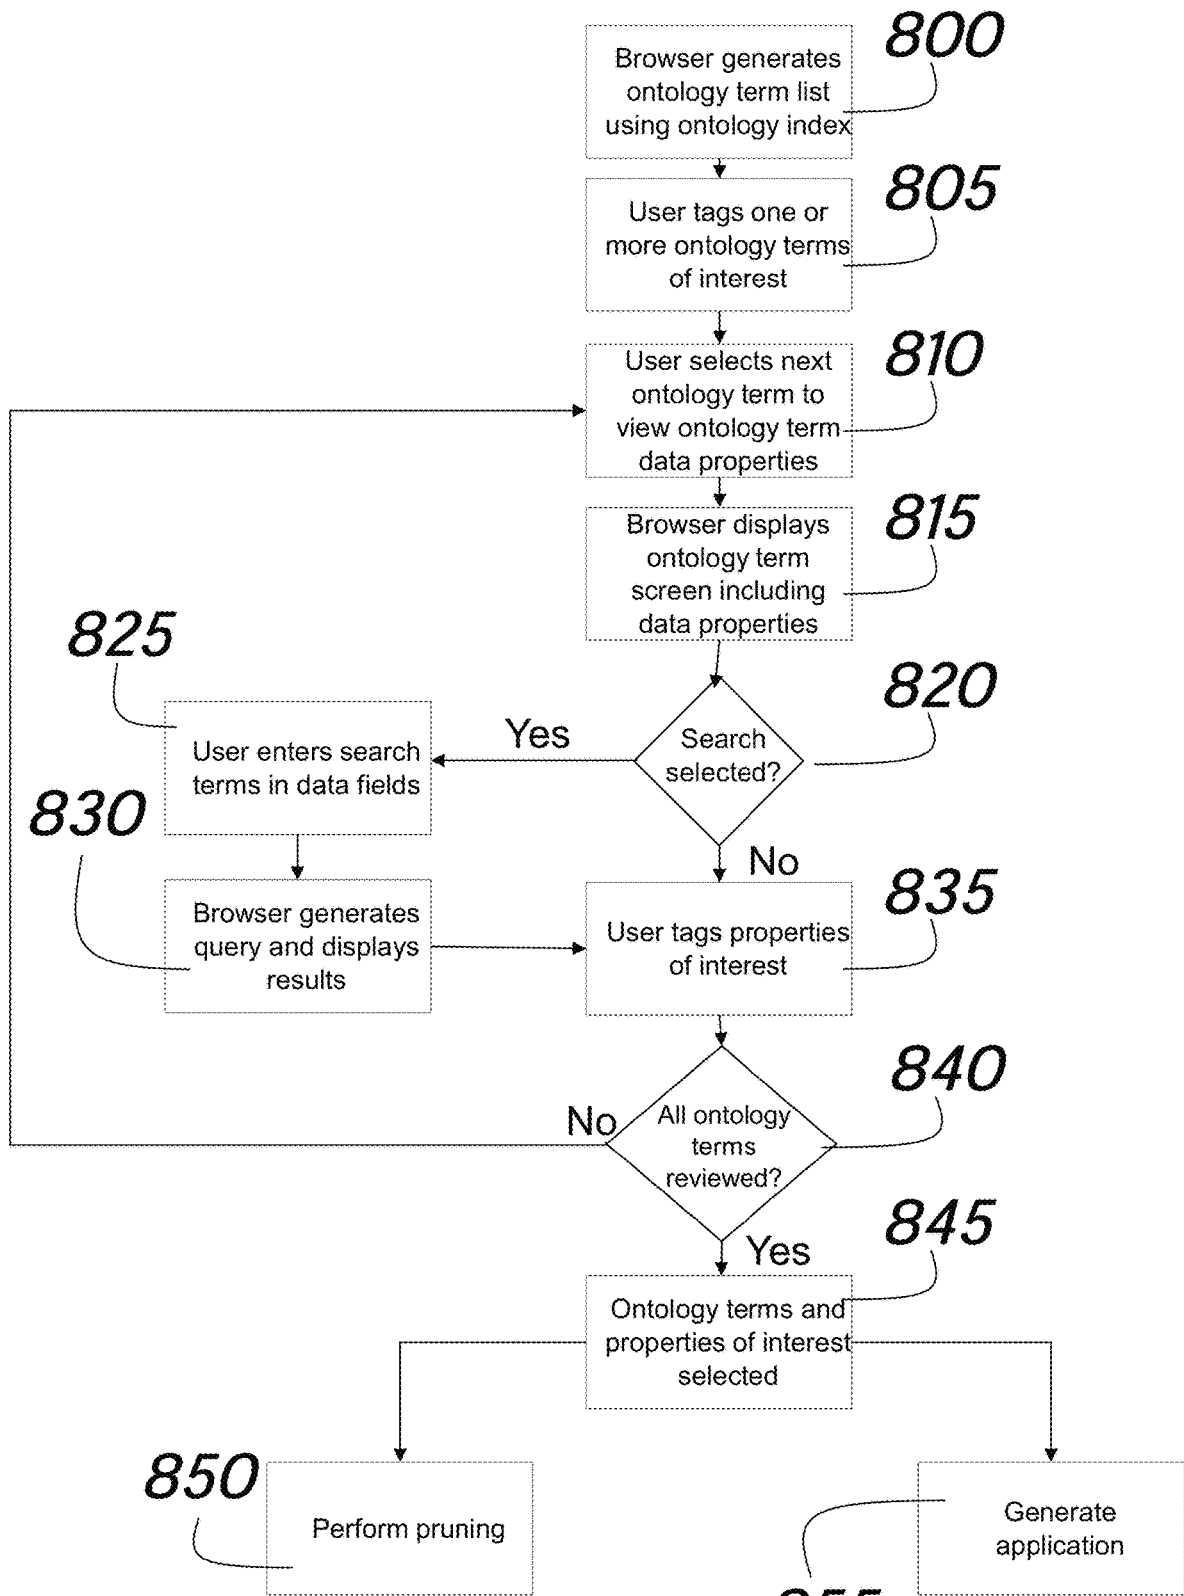 800
Browser generates
ontology term list
using ontology index
805
User tags one or
more ontology terms
of interest
810
User selects next
ontology term to
view ontology term
data properties
815
Browser displays
ontology term
screen including
data properties
820
Search
selected?
Yes
No
825
User enters search
terms in data fields
830
Browser generates
query and displays
results
835
User tags properties
of interest
840
All ontology
terms
reviewed?
No
Yes
845
Ontology terms and
properties of interest
selected
850
Perform pruning
Generate
application